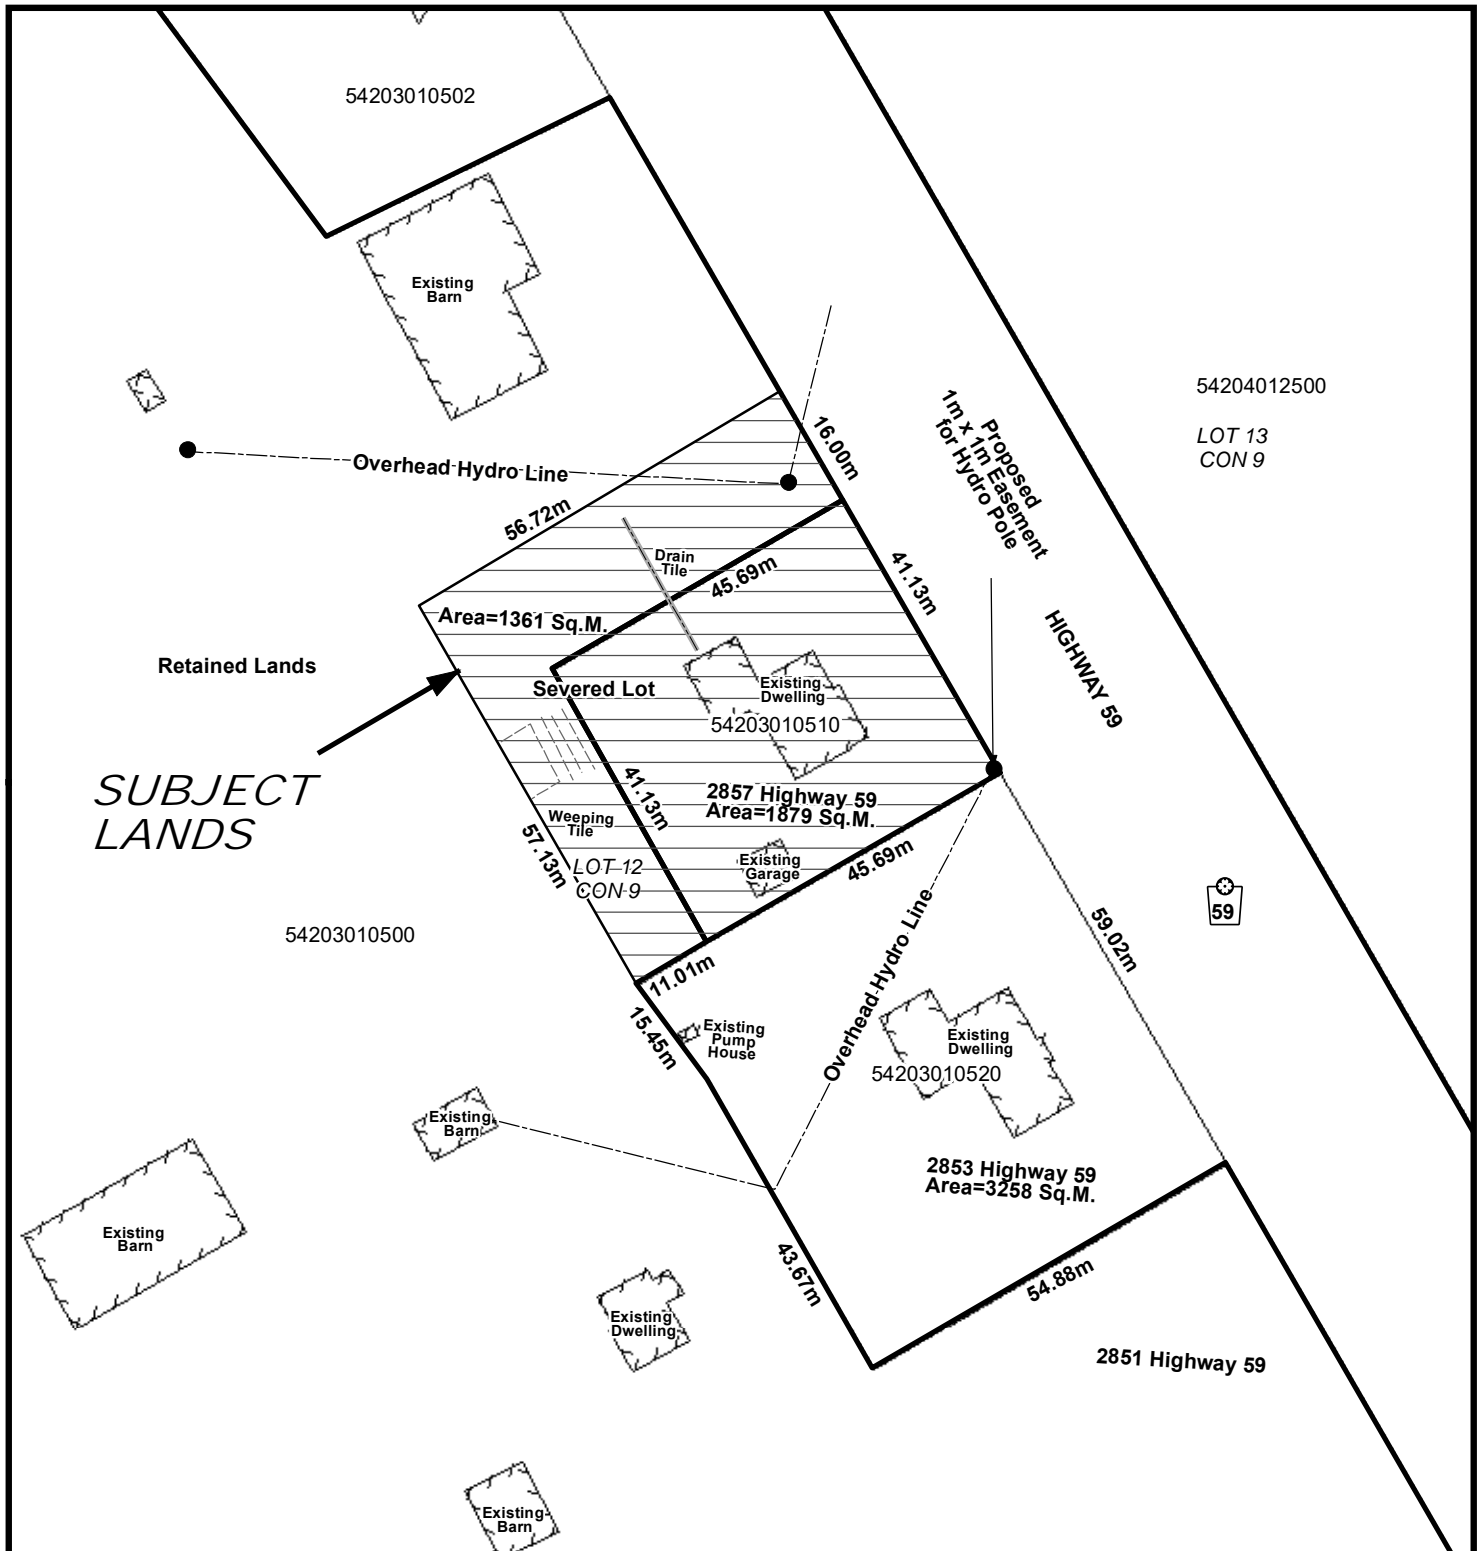 54203010502
Existing
Barn
54204012500
LOT 13
CON 9
Proposed
1m x 1m Easement
for Hydro Pole
16.00m
Overhead Hydro Line
56.72m
Drain
Tile
45.69m
41.13m
Area=1361 Sq.M.
HIGHWAY 59
Retained Lands
Severed Lot
Existing
Dwelling
54203010510
SUBJECT
LANDS
41.13m
2857 Highway 59
Area=1879 Sq.M.
Weeping
Tile
57.13m
LOT 12
CON 9
Existing
Garage
45.69m
59
54203010500
59.02m
11.01m
Overhead Hydro Line
15.45m
Existing
Pump
House
Existing
Dwelling
54203010520
Existing
Barn
2853 Highway 59
Area=3258 Sq.M.
Existing
Barn
43.67m
54.88m
Existing
Dwelling
2851 Highway 59
Existing
Barn